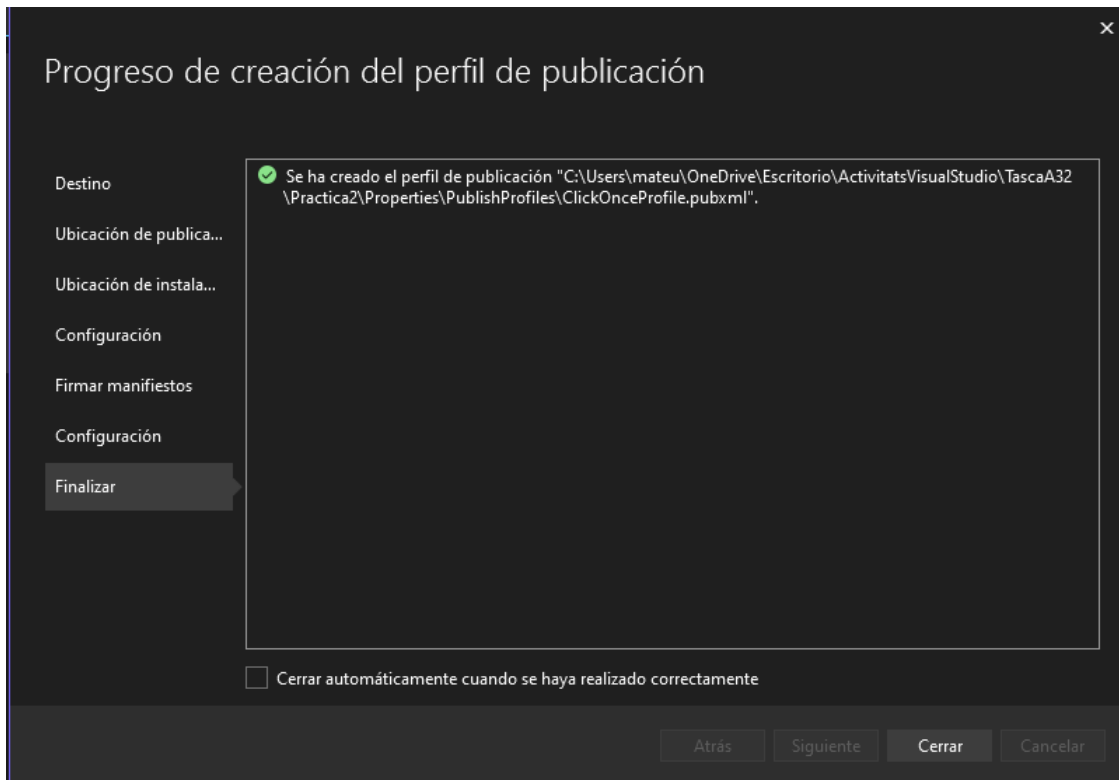 Progreso de creación del perfil de publicación
Destino
Ubicación de publica...
Ubicación de instala...
Configuración
Firmar manifiestos
Configuración
Finalizar
Se ha creado el perfil de publicación "C:\Users\mateu\OneDrive\Escritorio\ActivitatsVisualStudio\TascaA32
\Practica2\Properties\PublishProfiles\ClickOnceProfile.pubxml".
Cerrar automáticamente cuando se haya realizado correctamente
Atrás
Siguiente
Cerrar
Cancelar